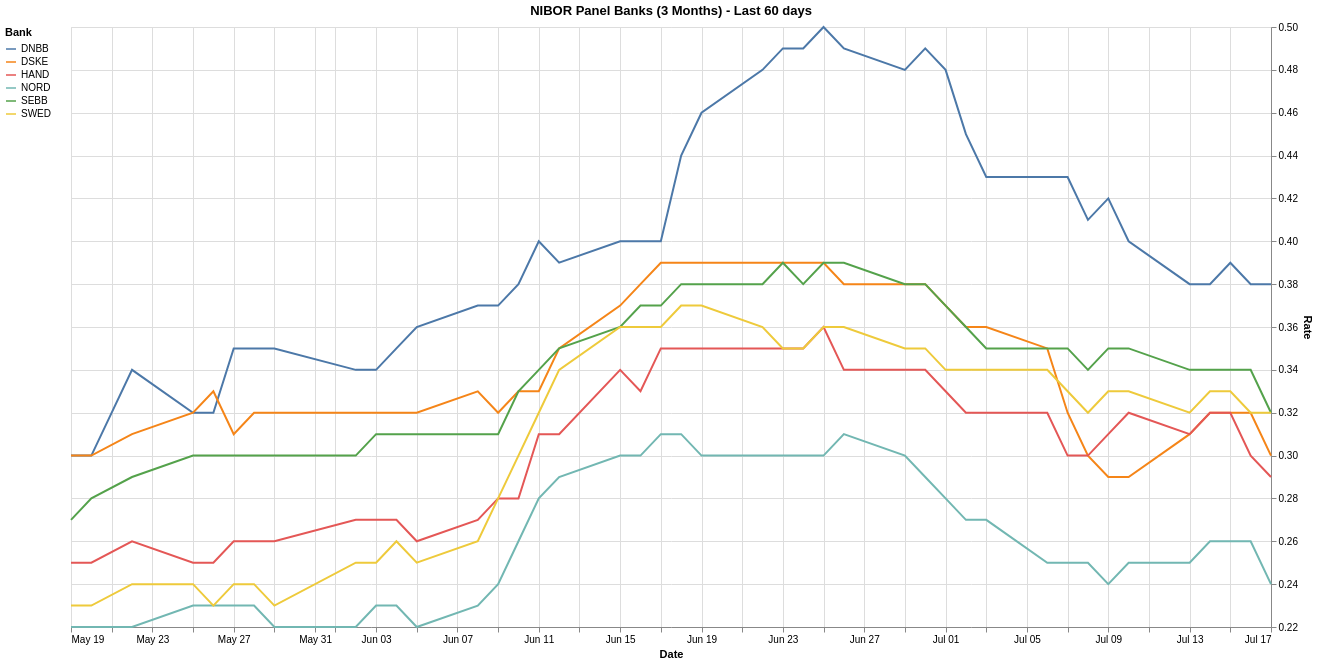 NIBOR Panel Banks (3 Months) - Last 60 days
Bank
DNBB
DSKE
HAND
NORD
SEBB
SWED
0.50
0.48
0.46
0.44
0.42
0.40
0.38
0.36
0.34
0.32
0.30
0.28
0.26
0.24
0.22
Rate
May 19 May 23 May 27 May 31 Jun 03 Jun 07 Jun 11 Jun 15 Jun 19 Jun 23 Jun 27 Jul 01 Jul 05 Jul 09 Jul 13 Jul 17
Date